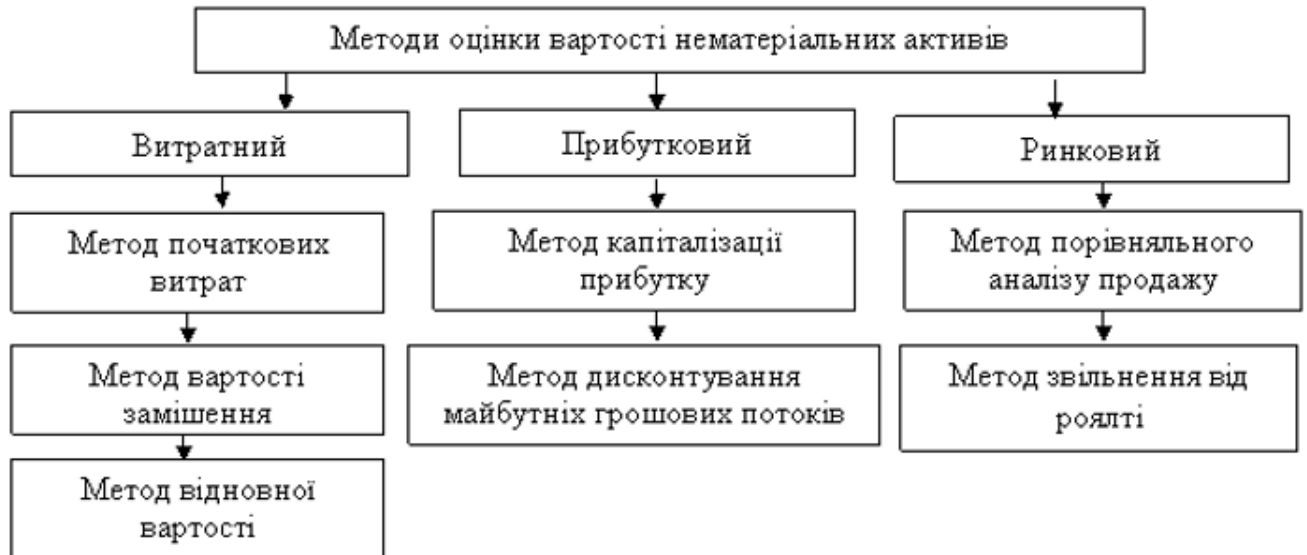 Методи оцінки вартості нематеріальних активів
Витратний
Прибутковий
Ринковий
Метод початкових
витрат
Метод капіталізації
прибутку
Метод порівняльного
аналізу продажу
Метод вартості
замішення
Метод дисконтування
майбутніх грошових потоків
Метод звільнення від
роялті
Метод відновної
вартості